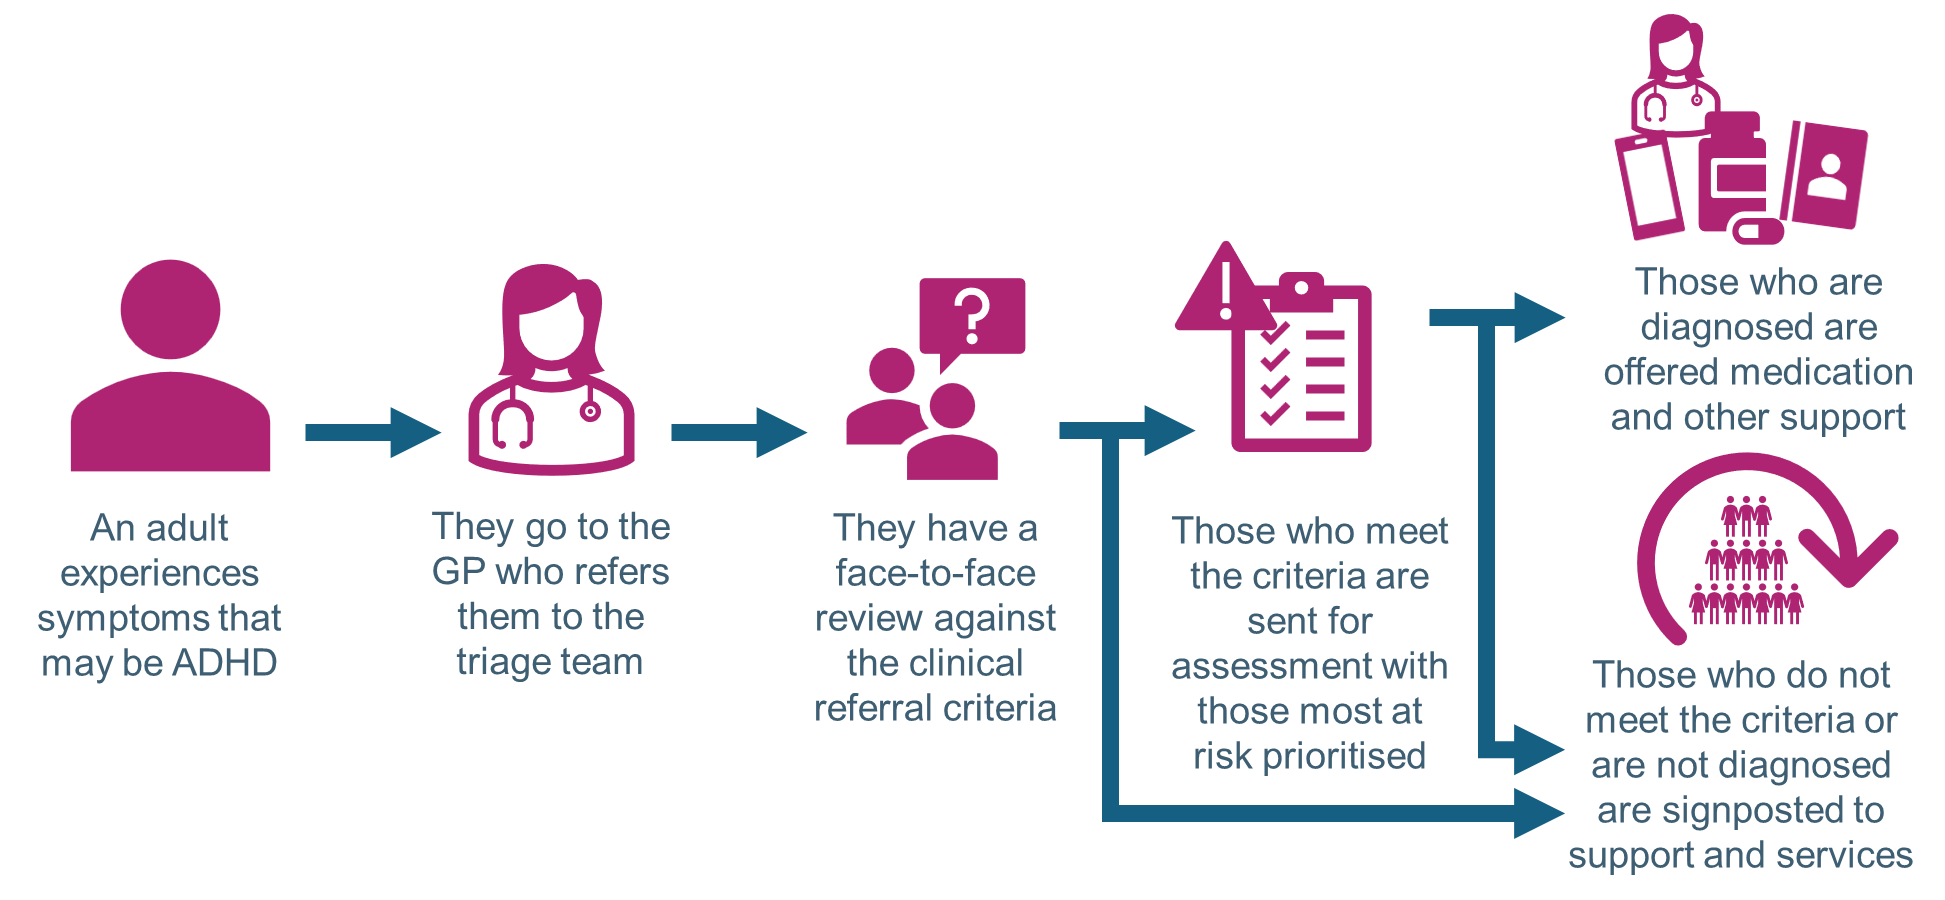 An adult
experiences
symptoms that
may be ADHD
They go to the
GP who refers
them to the
triage team
?
They have a
face-to-face
review against
the clinical
referral criteria
!
Those who meet
the criteria are
sent for
assessment with
those most at
risk prioritised
Those who are
diagnosed are
offered medication
and other support
Those who do not
meet the criteria or
are not diagnosed
are signposted to
support and services